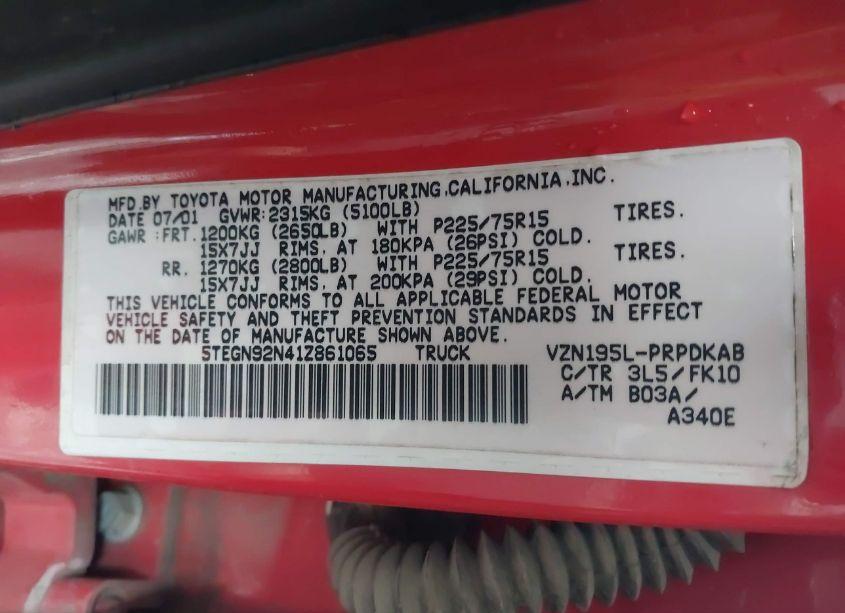 MFD.BY TOYOTA MOTOR MANUFACTURING,CALIFORNIA,INC.
DATE 07/01 GVWR:2315KG (5100LB)
GAWR :FRT. 1200KG (2650LB) WITH P225/75R15 TIRES.
15X7JJ RIMS, AT 180KPA (26PSI) COLD.
RR. 1270KG (2800LB) WITH P225/75R15 TIRES.
15X7JJ RIMS, AT 200KPA (29PSI) COLD.
THIS VEHICLE CONFORMS TO ALL APPLICABLE FEDERAL MOTOR
VEHICLE SAFETY AND THEFT PREVENTION STANDARDS IN EFFECT
ON THE DATE OF MANUFACTURE SHOWN ABOVE.
5TEGN92N41Z861065 TRUCK VZN195L-PRPDKAB
C/TR 3L5/FK10
A/TM B03A/
A340E